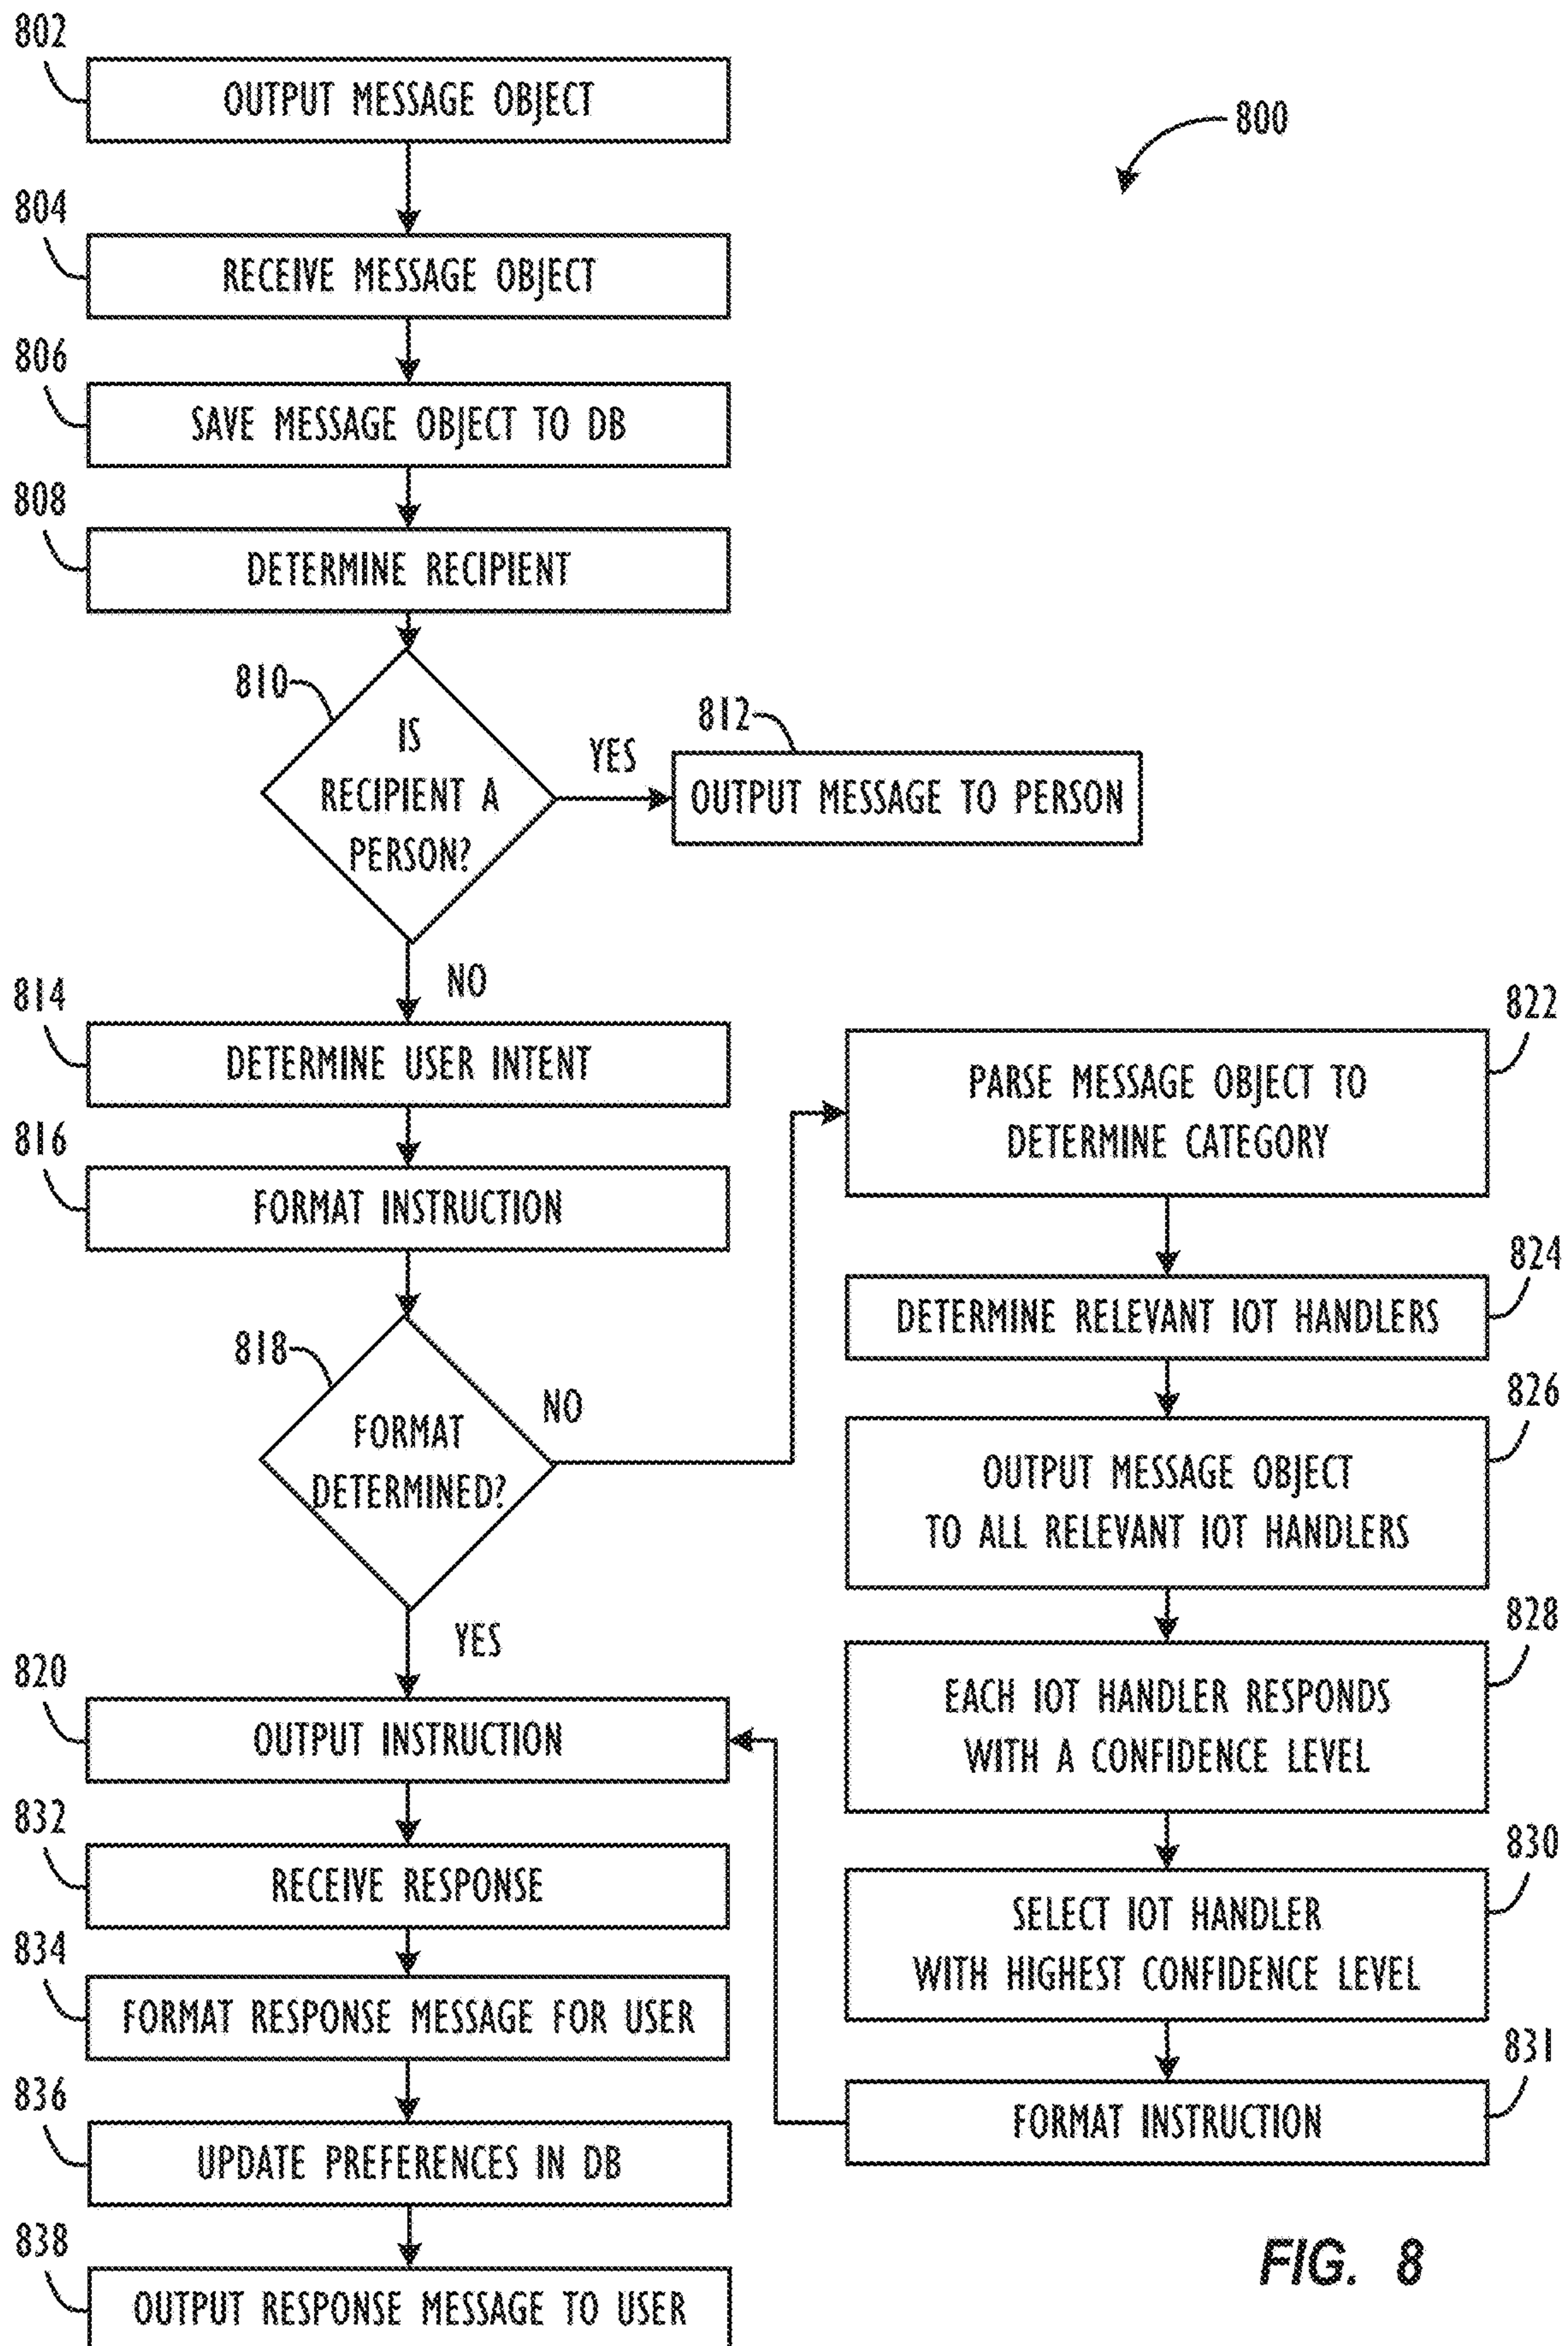 802
OUTPUT MESSAGE OBJECT
800
804
RECEIVE MESSAGE OBJECT
806
SAVE MESSAGE OBJECT TO DB
808
DETERMINE RECIPIENT
810
IS
RECIPIENT A
PERSON?
YES
812
OUTPUT MESSAGE TO PERSON
NO
814
DETERMINE USER INTENT
816
FORMAT INSTRUCTION
818
FORMAT
DETERMINED?
NO
YES
822
PARSE MESSAGE OBJECT TO
DETERMINE CATEGORY
824
DETERMINE RELEVANT IOT HANDLERS
826
OUTPUT MESSAGE OBJECT
TO ALL RELEVANT IOT HANDLERS
828
EACH IOT HANDLER RESPONDS
WITH A CONFIDENCE LEVEL
830
SELECT IOT HANDLER
WITH HIGHEST CONFIDENCE LEVEL
831
FORMAT INSTRUCTION
820
OUTPUT INSTRUCTION
832
RECEIVE RESPONSE
834
FORMAT RESPONSE MESSAGE FOR USER
836
UPDATE PREFERENCES IN DB
838
OUTPUT RESPONSE MESSAGE TO USER
FIG. 8